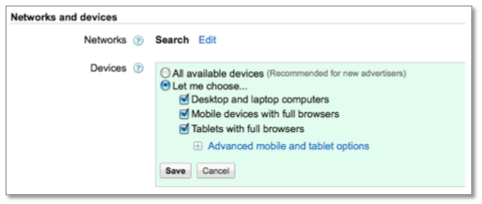 Networks and devices
Networks ? Search Edit
Devices ? All available devices (Recommended for new advertisers)
Let me choose...
Desktop and laptop computers
Mobile devices with full browsers
Tablets with full browsers
Advanced mobile and tablet options
Save Cancel